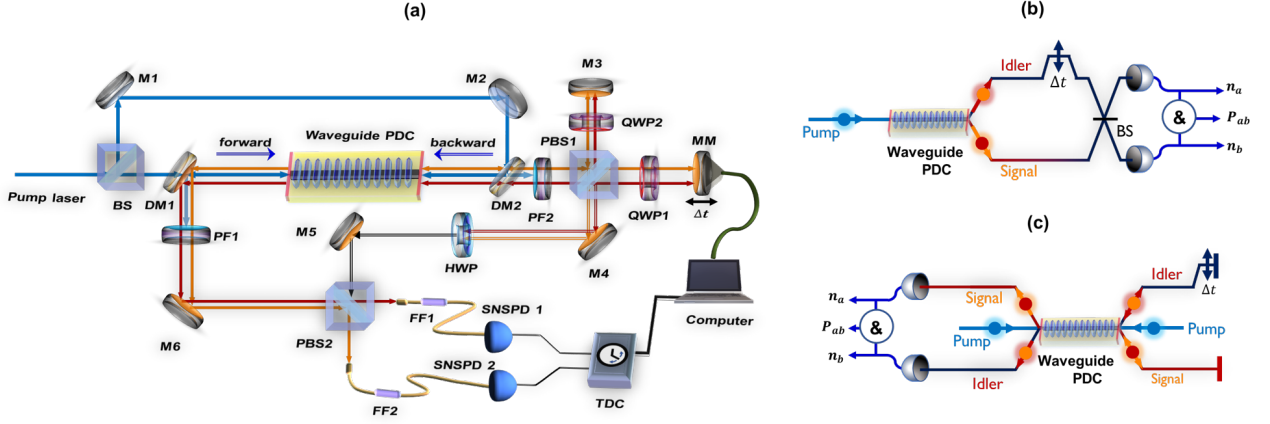 (a)
M1
M2
M3
QWP2
PBS1
MM
forward
Waveguide PDC
backward
Pump laser
BS
DM1
DM2
PF2
QWP1
Δt
PF1
M5
HWP
M4
M6
PBS2
FF1
SNSPD 1
SNSPD 2
FF2
TDC
Computer
(b)
Idler
Δt
Pump
Waveguide
PDC
Signal
BS
&
n_a
P_ab
n_b
(c)
Idler
Δt
Signal
n_a
P_ab
&
n_b
Pump
Pump
Waveguide
PDC
Idler
Signal